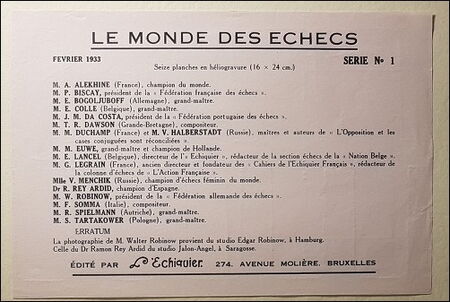 LE MONDE DES ECHECS
FEVRIER 1933 SERIE No 1
Seize planches en héliogravure (16 × 24 cm.)
M. A. ALEKHINE (France), champion du monde.
M. P. BISCAY, président de la « Fédération française des échecs ».
M. E. BOGOLJUBOFF (Allemagne), grand-maître.
M. E. COLLE (Belgique), grand-maître.
M. J. M. DA COSTA, président de la « Fédération portugaise des échecs ».
M. T. R. DAWSON (Grande-Bretagne), compositeur.
M. M. DUCHAMP (France) et M. V. HALBERSTADT (Russie), maîtres et auteurs de « L'Opposition et les
cases conjuguées sont réconciliées ».
M. M. EUWE, grand-maître et champion de Hollande.
M. E. LANCEL (Belgique), directeur de l'« Echiquier », rédacteur de la section échecs de la « Nation Belge ».
M. G. LEGRAIN (France), ancien directeur et fondateur des « Cahiers de l'Echiquier Français », rédacteur de
la colonne d'échecs de « L'Action Française ».
Mlle V. MENCHIK (Russie), champion d'échecs féminin du monde.
Dr R. REY ARDID, champion d'Espagne.
M. W. ROBINOW, président de la « Fédération allemande des échecs ».
M. F. SOMMA (Italie), compositeur.
M. R. SPIELMANN (Autriche), grand-maître.
M. S. TARTAKOWER (Pologne), grand-maître.
ERRATUM
La photographie de M. Walter Robinow provient du studio Edgar Robinow, à Hamburg.
Celle du Dr Ramon Rey Ardid du studio Jalon-Angel, à Saragosse.
ÉDITÉ PAR L'Echiquier. 274, AVENUE MOLIÈRE, BRUXELLES